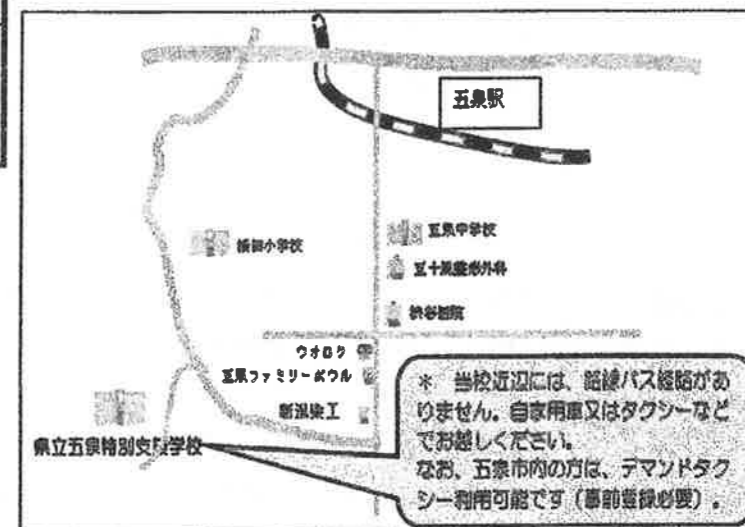 五泉駅
五泉中学校
五十嵐整形外科
渋谷医院
小学校
ウオロク
五泉ファミリーボウル
新潟染工
県立五泉特別支援学校
* 当校近辺には、路線バス経路があ
りません。自家用車又はタクシーなど
でお越しください。
なお、五泉市内の方は、デマンドタク
シー利用可能です（事前登録必要）。